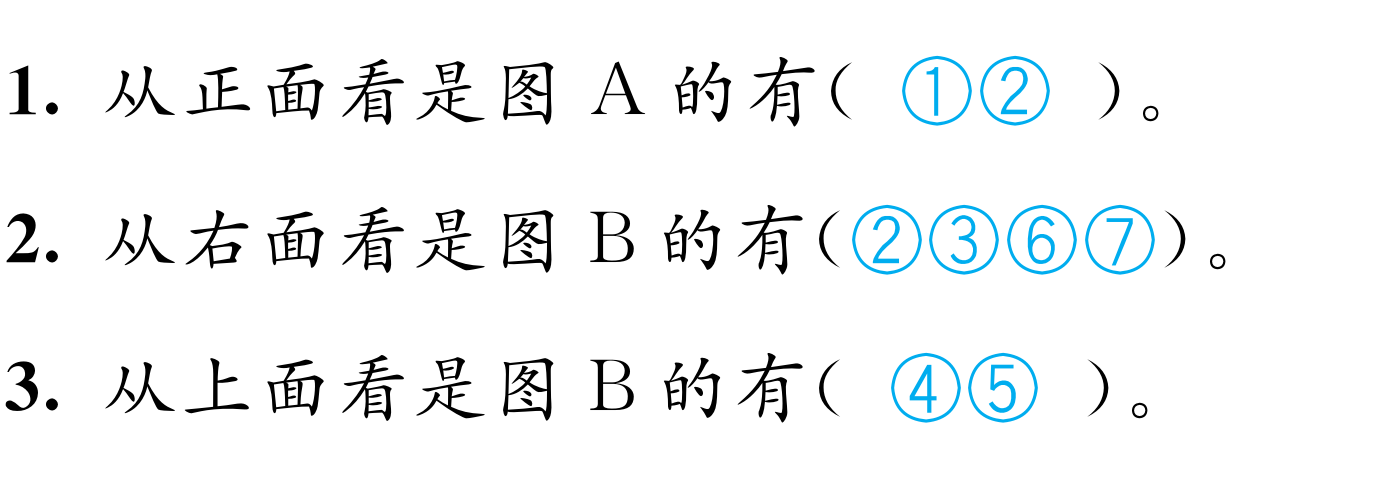 1. 从正面看是图 A 的有( ①② )。
2. 从右面看是图 B 的有(②③⑥⑦)。
3. 从上面看是图 B 的有( ④⑤ )。